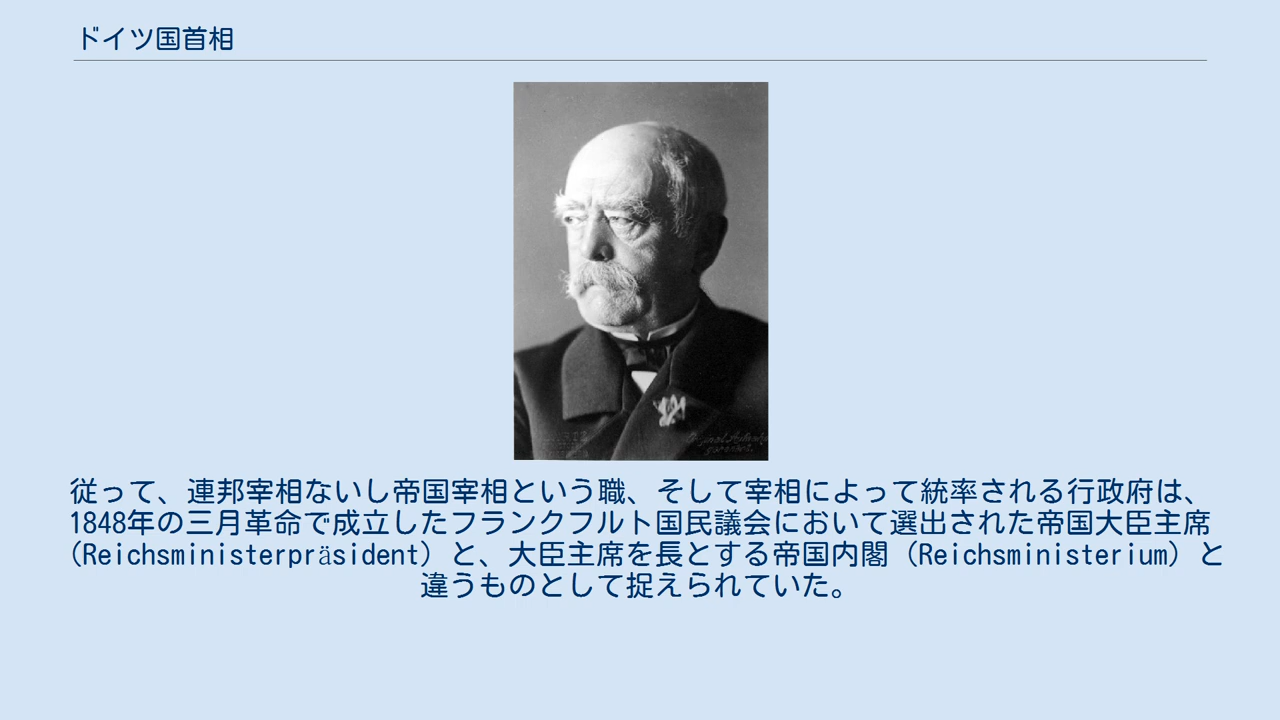 ドイツ国首相
従って、連邦宰相ないし帝国宰相という職、そして宰相によって統率される行政府は、
1848年の三月革命で成立したフランクフルト国民議会において選出された帝国大臣主席
（Reichsministerpräsident）と、大臣主席を長とする帝国内閣（Reichsministerium）と
違うものとして捉えられていた。